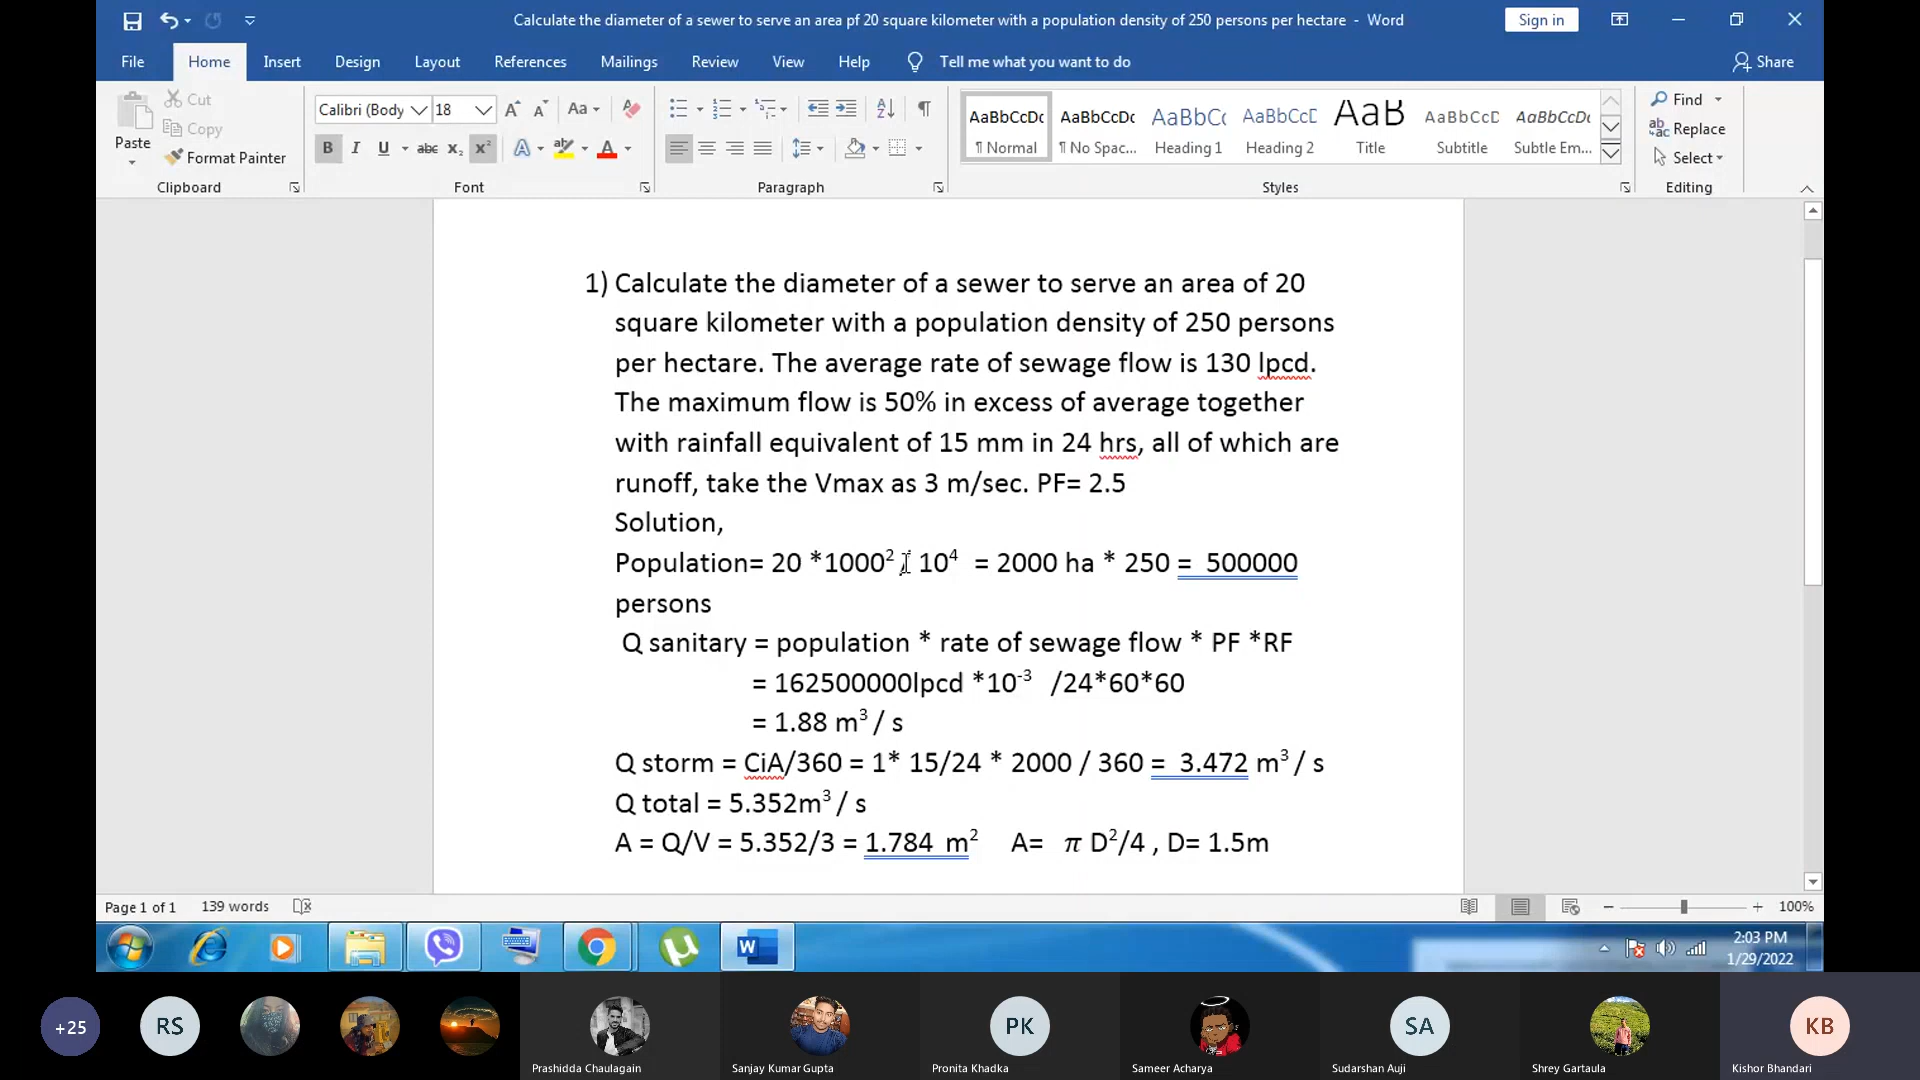 Calculate the diameter of a sewer to serve an area pf 20 square kilometer with a population density of 250 persons per hectare - Word
Sign in
File Home Insert Design Layout References Mailings Review View Help Tell me what you want to do Share
Paste
Cut
Copy
Format Painter
Clipboard
Calibri (Body 18
Font
Paragraph
AaBbCcDc ¶ Normal
AaBbCcDc ¶ No Spac...
AaBbCc Heading 1
AaBbCcD Heading 2
AaB Title
AaBbCcD Subtitle
AaBbCcDc Subtle Em...
Styles
Find
Replace
Select
Editing
1) Calculate the diameter of a sewer to serve an area of 20
square kilometer with a population density of 250 persons
per hectare. The average rate of sewage flow is 130 lpcd.
The maximum flow is 50% in excess of average together
with rainfall equivalent of 15 mm in 24 hrs, all of which are
runoff, take the Vmax as 3 m/sec. PF= 2.5
Solution,
Population= 20 *1000² / 10⁴ = 2000 ha * 250 = 500000
persons
Q sanitary = population * rate of sewage flow * PF *RF
= 162500000lpcd *10⁻³ /24*60*60
= 1.88 m³ / s
Q storm = CiA/360 = 1* 15/24 * 2000 / 360 = 3.472 m³ / s
Q total = 5.352m³ / s
A = Q/V = 5.352/3 = 1.784 m² A= π D²/4 , D= 1.5m
Page 1 of 1 139 words 100%
2:03 PM
1/29/2022
+25
RS
PK
SA
KB
Prashidda Chaulagain
Sanjay Kumar Gupta
Pronita Khadka
Sameer Acharya
Sudarshan Auji
Shrey Gartaula
Kishor Bhandari